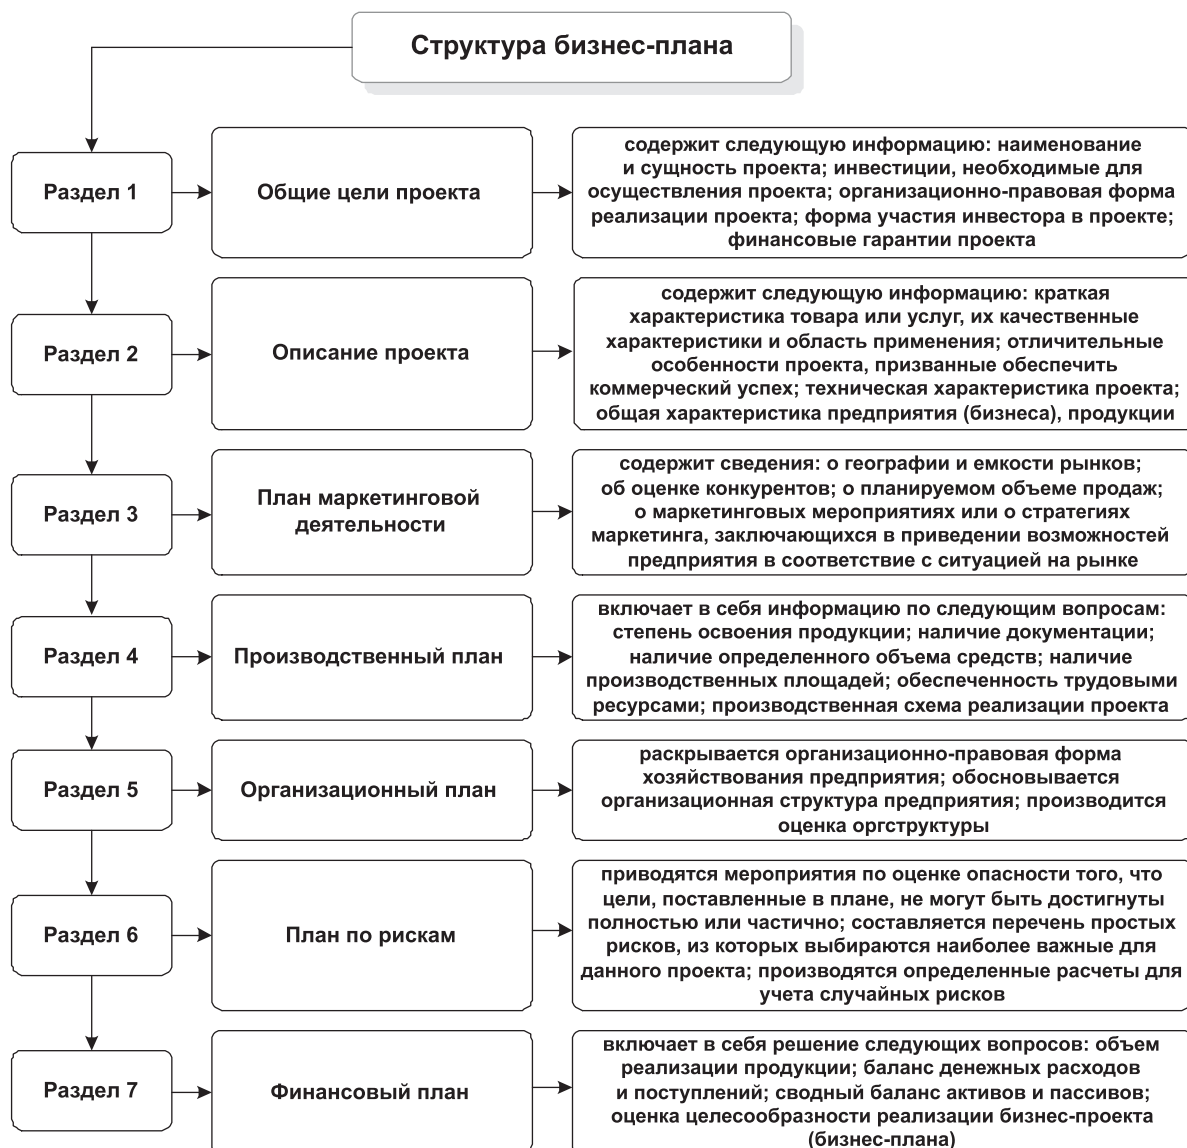 Структура бизнес-плана
Раздел 1
Общие цели проекта
содержит следующую информацию: наименование
и сущность проекта; инвестиции, необходимые для
осуществления проекта; организационно-правовая форма
реализации проекта; форма участия инвестора в проекте;
финансовые гарантии проекта
Раздел 2
Описание проекта
содержит следующую информацию: краткая
характеристика товара или услуг, их качественные
характеристики и область применения; отличительные
особенности проекта, призванные обеспечить
коммерческий успех; техническая характеристика проекта;
общая характеристика предприятия (бизнеса), продукции
Раздел 3
План маркетинговой
деятельности
содержит сведения: о географии и емкости рынков;
об оценке конкурентов; о планируемом объеме продаж;
о маркетинговых мероприятиях или о стратегиях
маркетинга, заключающихся в приведении возможностей
предприятия в соответствие с ситуацией на рынке
Раздел 4
Производственный план
включает в себя информацию по следующим вопросам:
степень освоения продукции; наличие документации;
наличие определенного объема средств; наличие
производственных площадей; обеспеченность трудовыми
ресурсами; производственная схема реализации проекта
Раздел 5
Организационный план
раскрывается организационно-правовая форма
хозяйствования предприятия; обосновывается
организационная структура предприятия; производится
оценка оргструктуры
Раздел 6
План по рискам
приводятся мероприятия по оценке опасности того, что
цели, поставленные в плане, не могут быть достигнуты
полностью или частично; составляется перечень простых
рисков, из которых выбираются наиболее важные для
данного проекта; производятся определенные расчеты для
учета случайных рисков
Раздел 7
Финансовый план
включает в себя решение следующих вопросов: объем
реализации продукции; баланс денежных расходов
и поступлений; сводный баланс активов и пассивов;
оценка целесообразности реализации бизнес-проекта
(бизнес-плана)